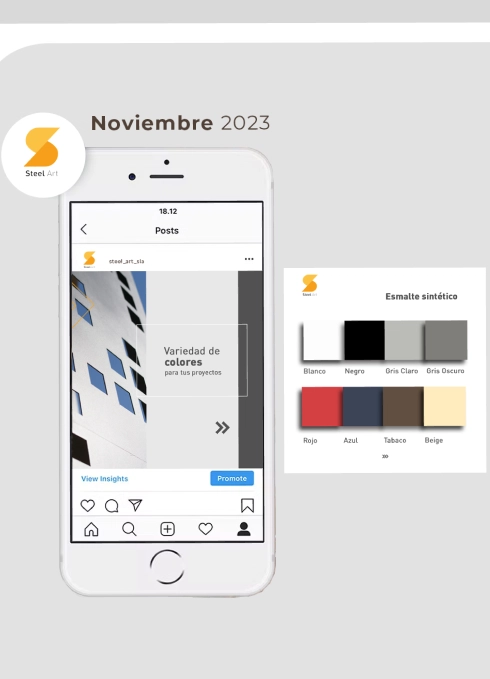 Noviembre 2023
Steel Art
18.12
Posts
steel_art_sla
Variedad de
colores
para tus proyectos
View Insights
Promote
Steel Art
Esmalte sintético
Blanco Negro Gris Claro Gris Oscuro
Rojo Azul Tabaco Beige